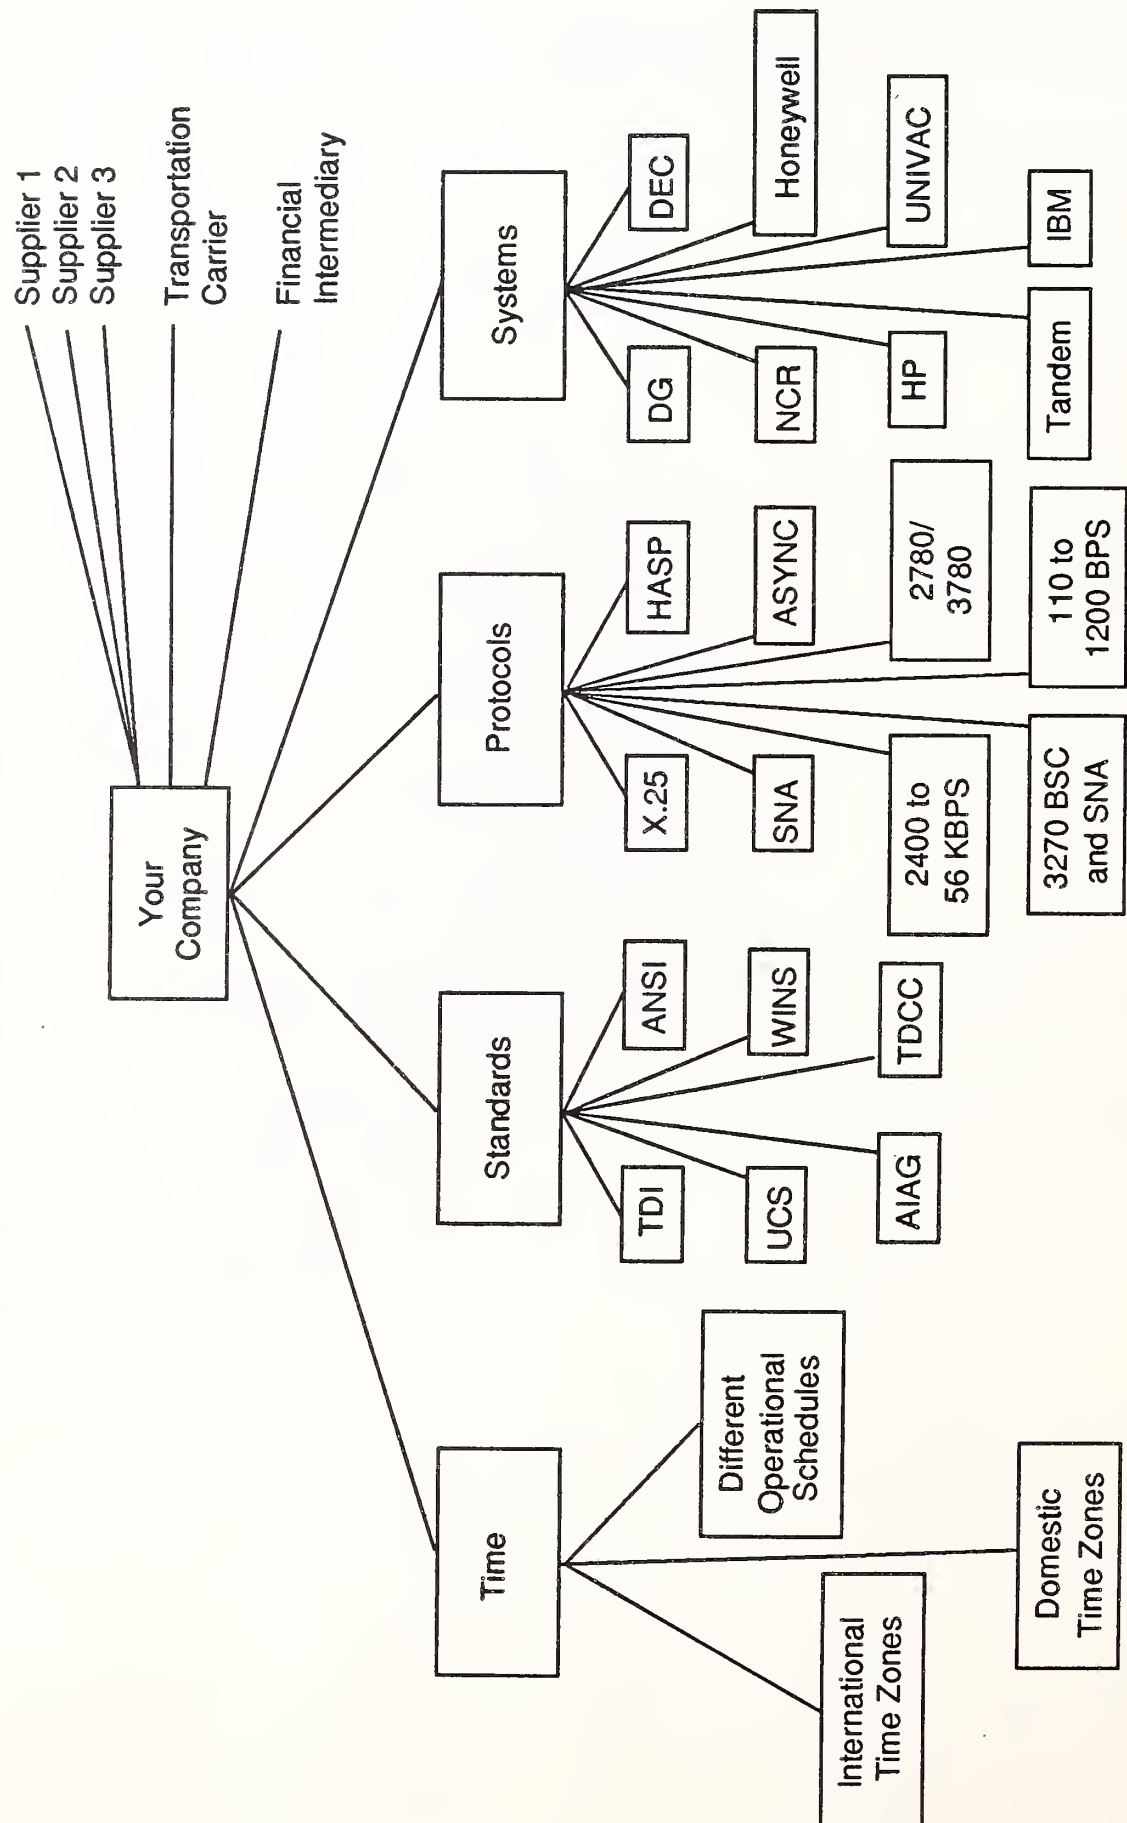 Supplier 1
Supplier 2
Supplier 3
Transportation
Carrier
Financial
Intermediary
Your
Company
Time
Standards
Protocols
Systems
International
Time Zones
Different
Operational
Schedules
Domestic
Time Zones
TDI
ANSI
UCS
WINS
AIAG
TDCC
X.25
HASP
SNA
ASYNC
2400 to
56 KBPS
2780/
3780
3270 BSC
and SNA
110 to
1200 BPS
DG
DEC
NCR
Honeywell
HP
UNIVAC
Tandem
IBM